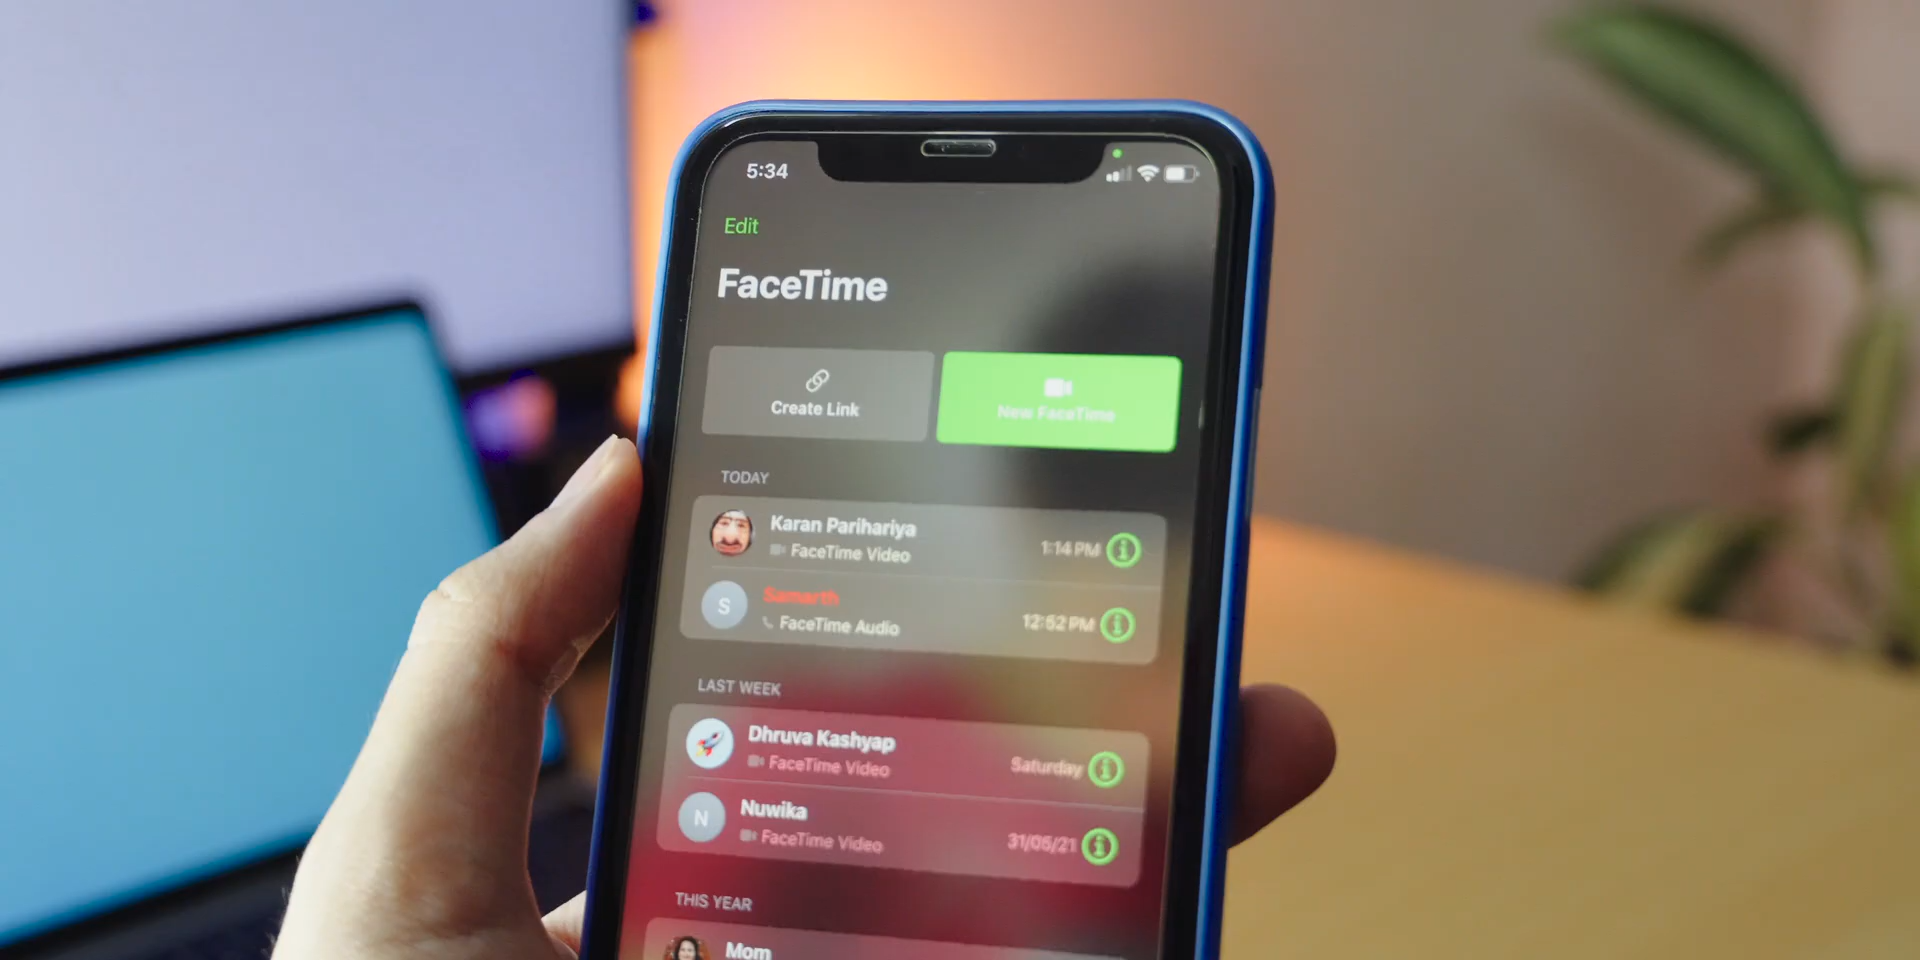 5:34
Edit
FaceTime
Create Link
New FaceTime
TODAY
Karan Parihariya
FaceTime Video
1:14 PM
S
Samarth
FaceTime Audio
12:52 PM
LAST WEEK
Dhruva Kashyap
FaceTime Video
Saturday
N
Nuwika
FaceTime Video
31/05/21
THIS YEAR
Mom